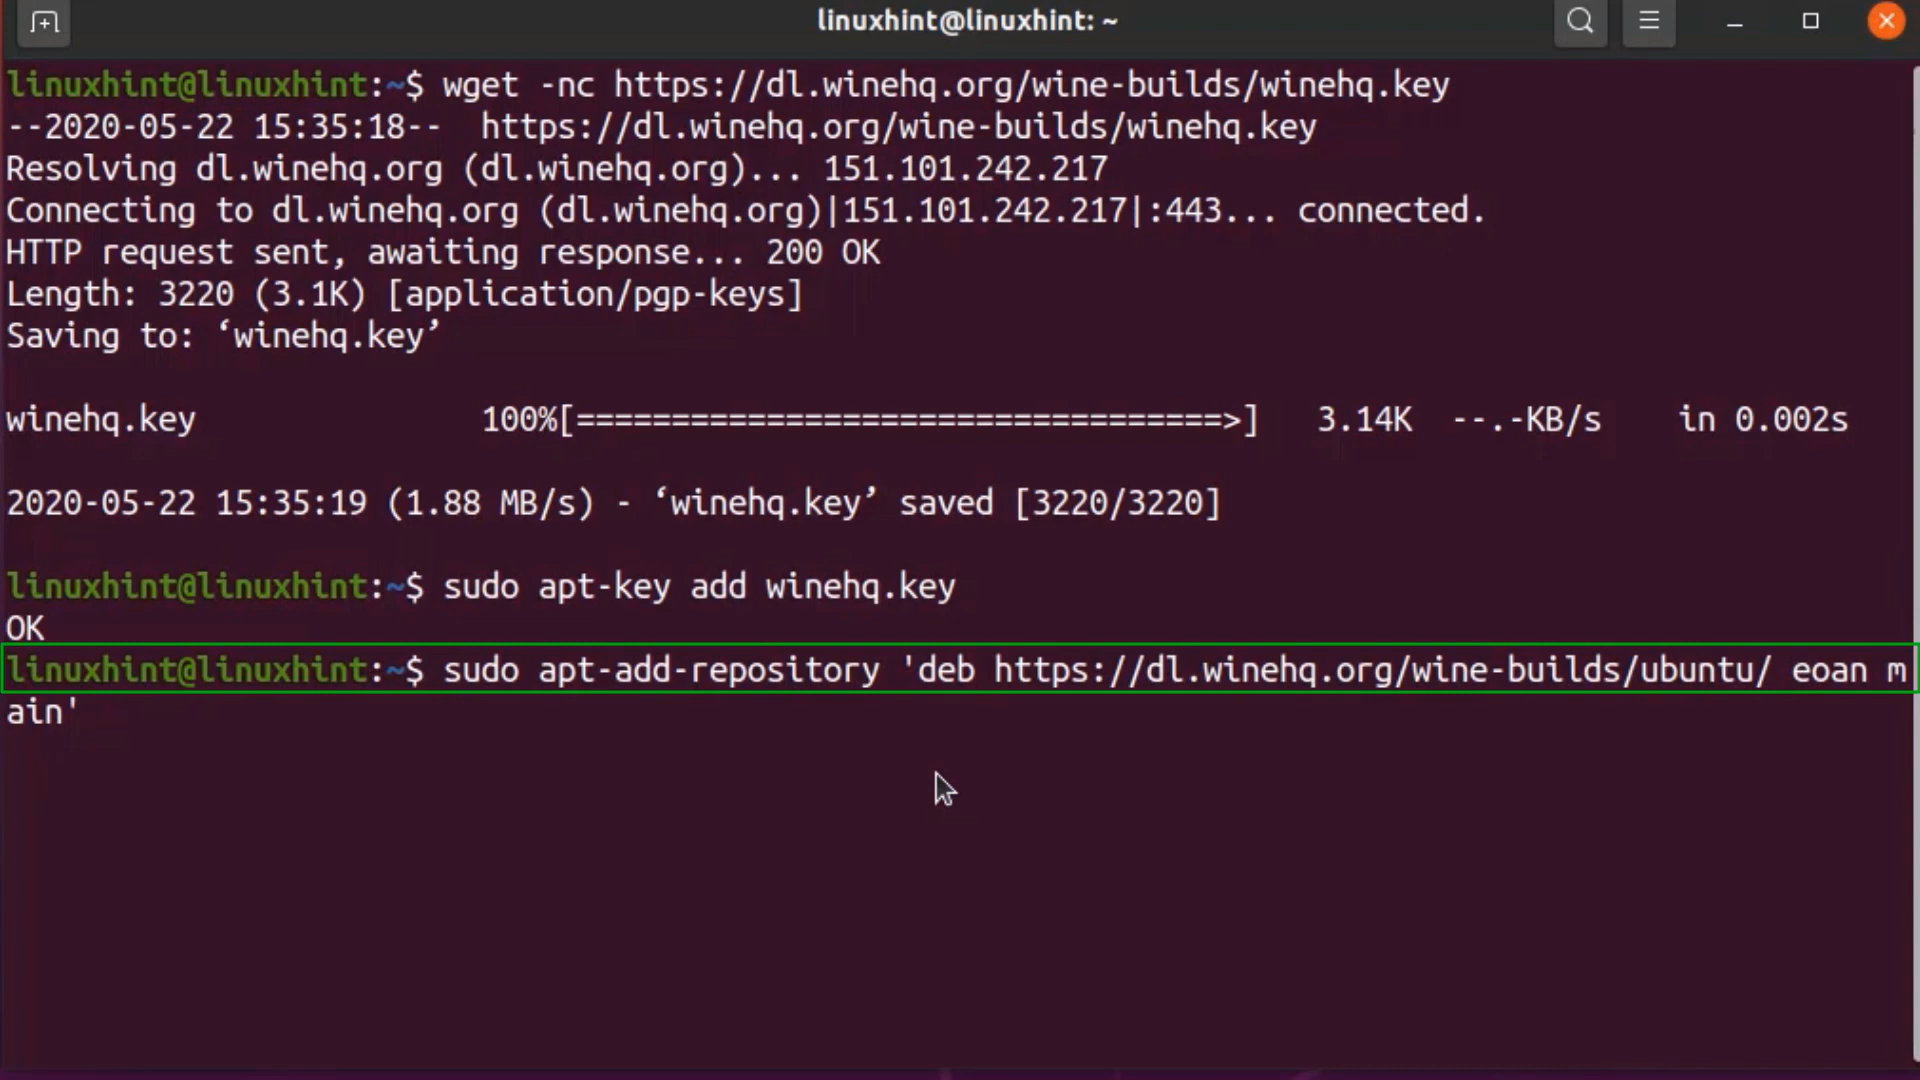 linuxhint@linuxhint: ~
linuxhint@linuxhint:~$ wget -nc https://dl.winehq.org/wine-builds/winehq.key
--2020-05-22 15:35:18--  https://dl.winehq.org/wine-builds/winehq.key
Resolving dl.winehq.org (dl.winehq.org)... 151.101.242.217
Connecting to dl.winehq.org (dl.winehq.org)|151.101.242.217|:443... connected.
HTTP request sent, awaiting response... 200 OK
Length: 3220 (3.1K) [application/pgp-keys]
Saving to: ‘winehq.key’
winehq.key               100%[==================================>]   3.14K  --.-KB/s    in 0.002s
2020-05-22 15:35:19 (1.88 MB/s) - ‘winehq.key’ saved [3220/3220]
linuxhint@linuxhint:~$ sudo apt-key add winehq.key
OK
linuxhint@linuxhint:~$ sudo apt-add-repository 'deb https://dl.winehq.org/wine-builds/ubuntu/ eoan m
ain'